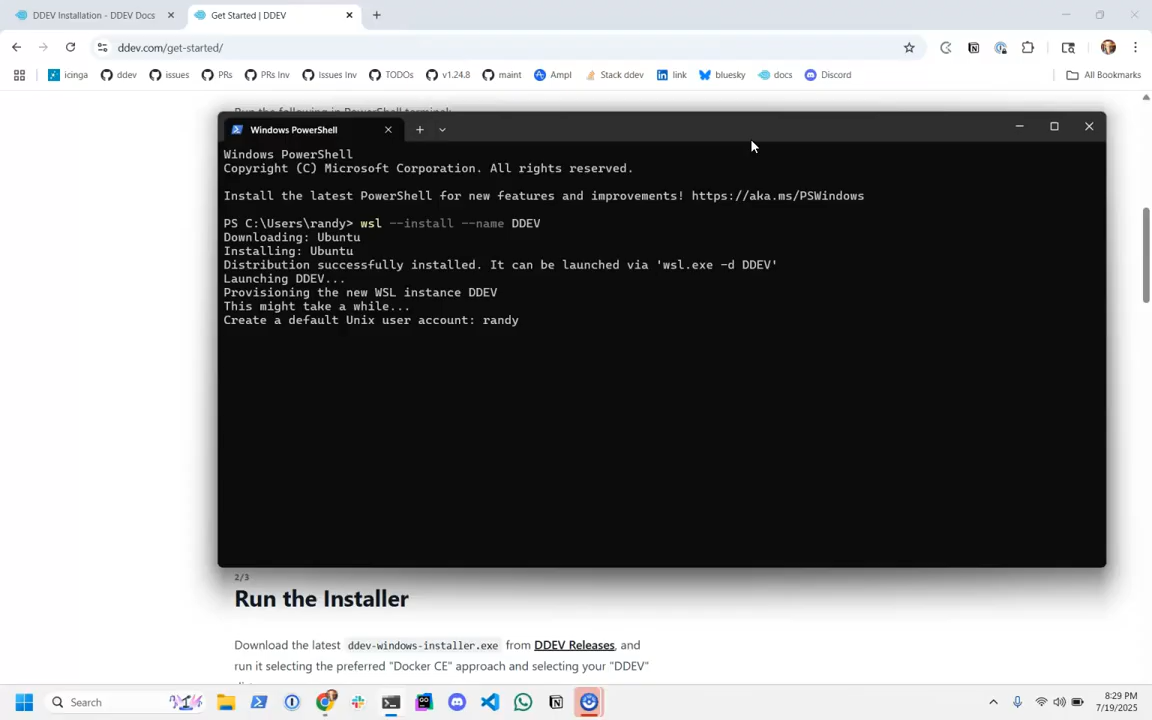 DDEV Installation - DDEV Docs
Get Started | DDEV
ddev.com/get-started/
icinga
ddev
issues
PRs
PRs Inv
Issues Inv
TODOs
v1.24.8
maint
Ampl
Stack ddev
link
bluesky
docs
Discord
All Bookmarks
Run the following in PowerShell terminal
Windows PowerShell
Windows PowerShell
Copyright (C) Microsoft Corporation. All rights reserved.
Install the latest PowerShell for new features and improvements! https://aka.ms/PSWindows
PS C:\Users\randy> wsl --install --name DDEV
Downloading: Ubuntu
Installing: Ubuntu
Distribution successfully installed. It can be launched via 'wsl.exe -d DDEV'
Launching DDEV...
Provisioning the new WSL instance DDEV
This might take a while...
Create a default Unix user account: randy
2/3
Run the Installer
Download the latest ddev-windows-installer.exe from DDEV Releases, and
run it selecting the preferred "Docker CE" approach and selecting your "DDEV"
Search
8:29 PM
7/19/2025